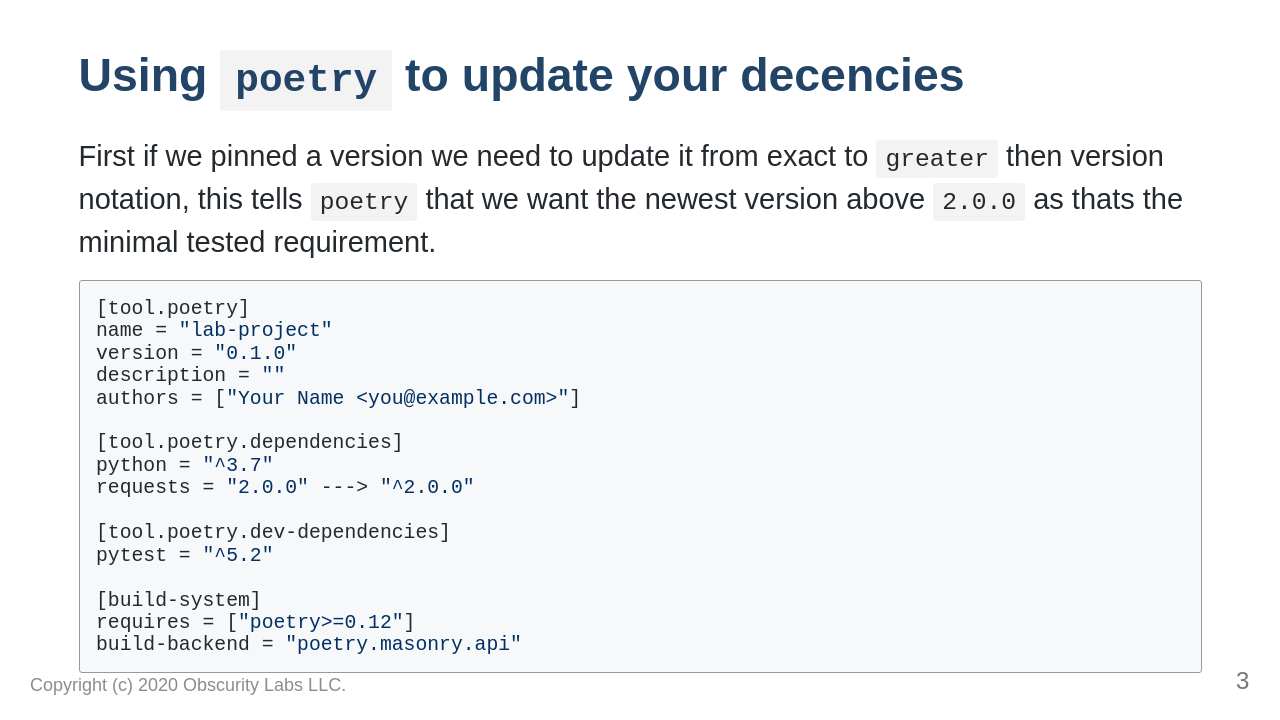 Using poetry to update your decencies
First if we pinned a version we need to update it from exact to greater then version
notation, this tells poetry that we want the newest version above 2.0.0 as thats the
minimal tested requirement.
[tool.poetry]
name = "lab-project"
version = "0.1.0"
description = ""
authors = ["Your Name <you@example.com>"]
[tool.poetry.dependencies]
python = "^3.7"
requests = "2.0.0" ---> "^2.0.0"
[tool.poetry.dev-dependencies]
pytest = "^5.2"
[build-system]
requires = ["poetry>=0.12"]
build-backend = "poetry.masonry.api"
Copyright (c) 2020 Obscurity Labs LLC.
3